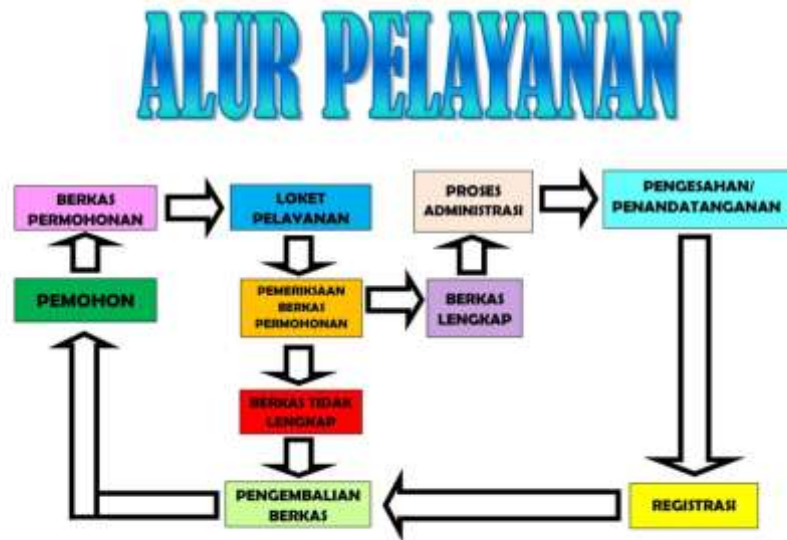 ALUR PELAYANAN
BERKAS
PERMOHONAN
LOKET
PELAYANAN
PROSES
ADMINISTRASI
PENGESAHAN/
PENANDATANGANAN
PEMOHON
PEMERIKSAAN
BERKAS
PERMOHONAN
BERKAS
LENGKAP
BERKAS TIDAK
LENGKAP
PENGEMBALIAN
BERKAS
REGISTRASI